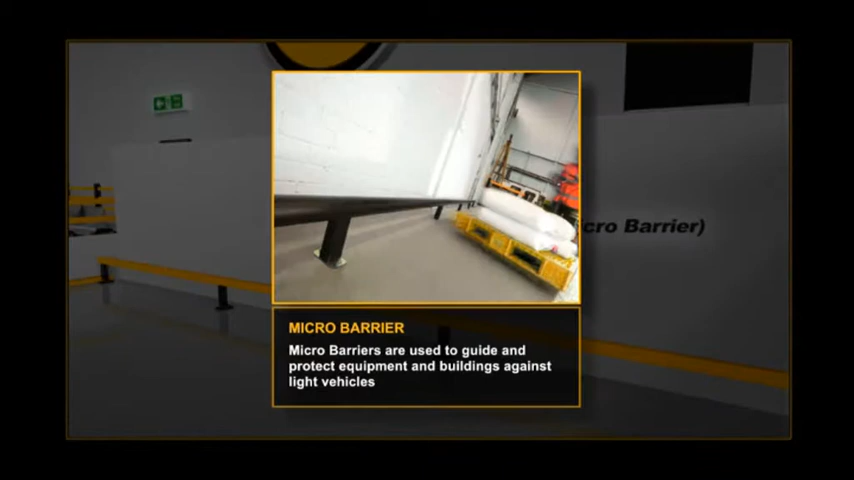 cro Barrier)
MICRO BARRIER
Micro Barriers are used to guide and
protect equipment and buildings against
light vehicles